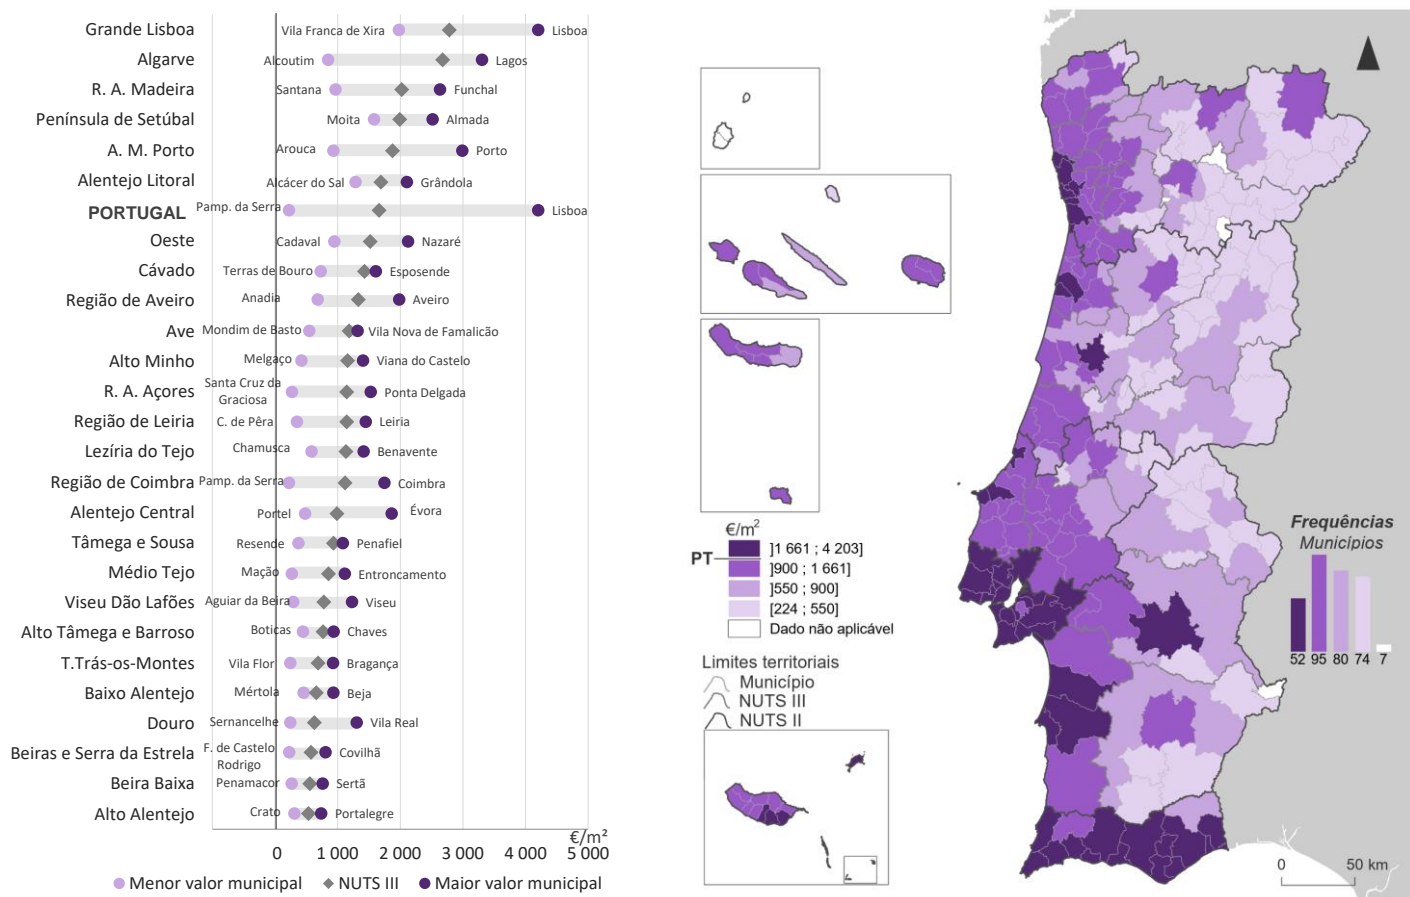 Grande Lisboa
Vila Franca de Xira
Lisboa
Algarve
Alcoutim
Lagos
R. A. Madeira
Santana
Funchal
Península de Setúbal
Moita
Almada
A. M. Porto
Arouca
Porto
Alentejo Litoral
Alcácer do Sal
Grândola
PORTUGAL
Pamp. da Serra
Lisboa
Oeste
Cadaval
Nazaré
Cávado
Terras de Bouro
Esposende
Região de Aveiro
Anadia
Aveiro
Ave
Mondim de Basto
Vila Nova de Famalicão
Alto Minho
Melgaço
Viana do Castelo
R. A. Açores
Santa Cruz da
Graciosa
Ponta Delgada
Região de Leiria
C. de Pêra
Leiria
Lezíria do Tejo
Chamusca
Benavente
Região de Coimbra
Pamp. da Serra
Coimbra
Alentejo Central
Portel
Évora
Tâmega e Sousa
Resende
Penafiel
Médio Tejo
Mação
Entroncamento
Viseu Dão Lafões
Aguiar da Beira
Viseu
Alto Tâmega e Barroso
Boticas
Chaves
T.Trás-os-Montes
Vila Flor
Bragança
Baixo Alentejo
Mértola
Beja
Douro
Sernancelhe
Vila Real
Beiras e Serra da Estrela
F. de Castelo
Rodrigo
Covilhã
Beira Baixa
Penamacor
Sertã
Alto Alentejo
Crato
Portalegre
€/m²
0 1 000 2 000 3 000 4 000 5 000
Menor valor municipal NUTS III Maior valor municipal
€/m²
PT
]1 661 ; 4 203]
]900 ; 1 661]
]550 ; 900]
[224 ; 550]
Dado não aplicável
Limites territoriais
Município
NUTS III
NUTS II
Frequências
Municípios
52 95 80 74 7
0 50 km